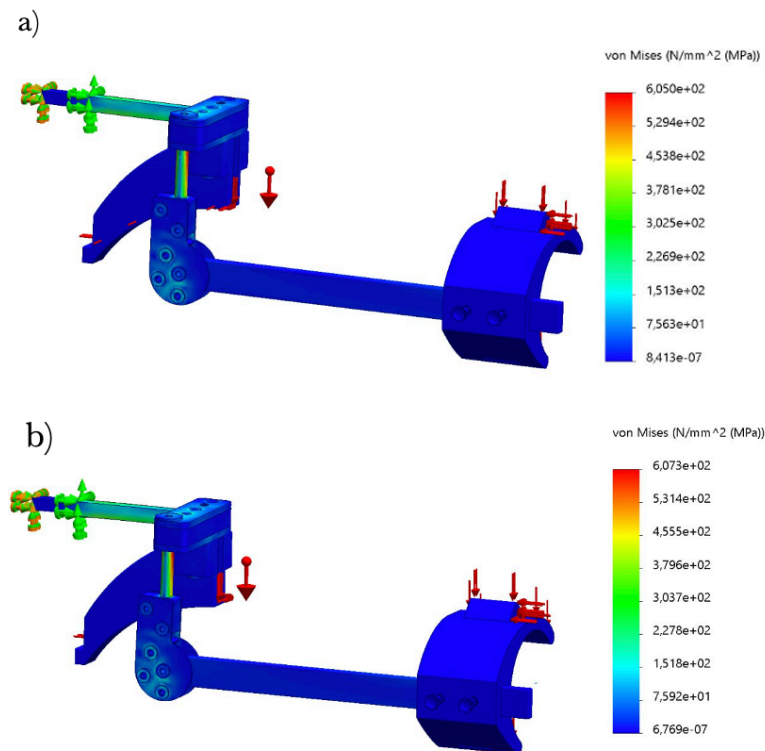 a)
von Mises (N/mm^2 (MPa))
6,050e+02
5,294e+02
4,538e+02
3,781e+02
3,025e+02
2,269e+02
1,513e+02
7,563e+01
8,413e-07
b)
von Mises (N/mm^2 (MPa))
6,073e+02
5,314e+02
4,555e+02
3,796e+02
3,037e+02
2,278e+02
1,518e+02
7,592e+01
6,769e-07